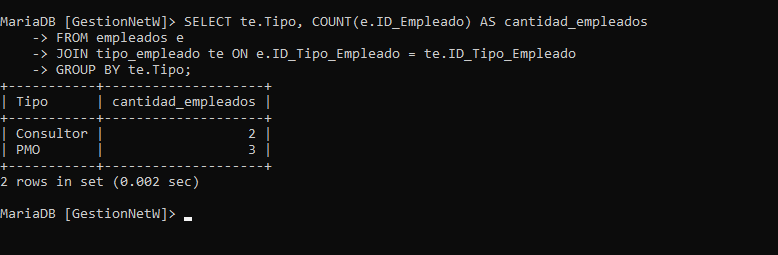 MariaDB [GestionNetW]> SELECT te.Tipo, COUNT(e.ID_Empleado) AS cantidad_empleados
    -> FROM empleados e
    -> JOIN tipo_empleado te ON e.ID_Tipo_Empleado = te.ID_Tipo_Empleado
    -> GROUP BY te.Tipo;
+-----------+--------------------+
| Tipo      | cantidad_empleados |
+-----------+--------------------+
| Consultor |                  2 |
| PMO       |                  3 |
+-----------+--------------------+
2 rows in set (0.002 sec)

MariaDB [GestionNetW]>